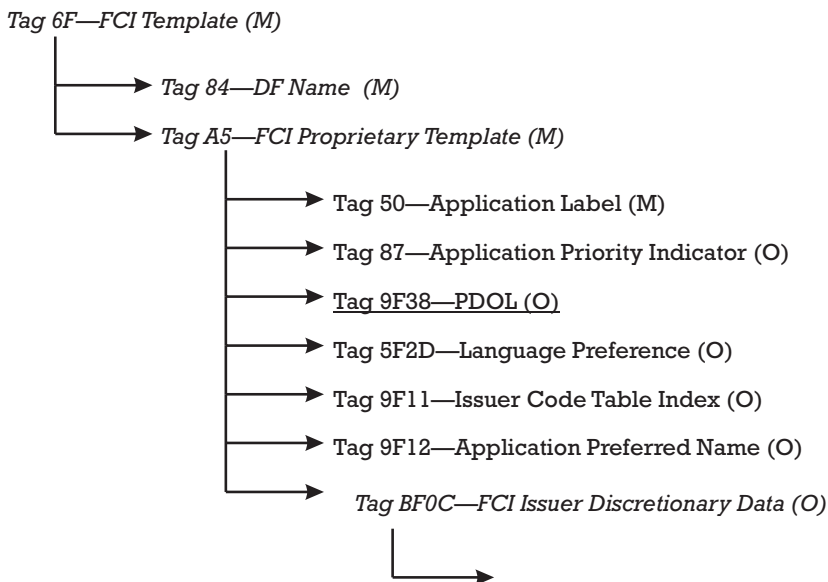 Tag 6F—FCI Template (M)
Tag 84—DF Name (M)
Tag A5—FCI Proprietary Template (M)
Tag 50—Application Label (M)
Tag 87—Application Priority Indicator (O)
Tag 9F38—PDOL (O)
Tag 5F2D—Language Preference (O)
Tag 9F11—Issuer Code Table Index (O)
Tag 9F12—Application Preferred Name (O)
Tag BF0C—FCI Issuer Discretionary Data (O)